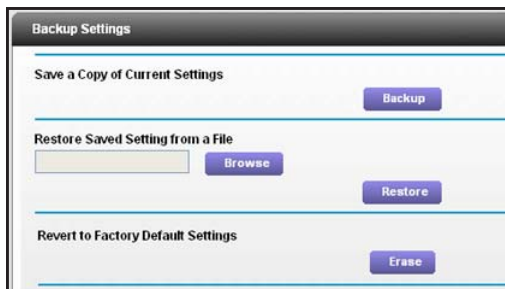 Backup Settings
Save a Copy of Current Settings
Backup
Restore Saved Setting from a File
Browse
Restore
Revert to Factory Default Settings
Erase